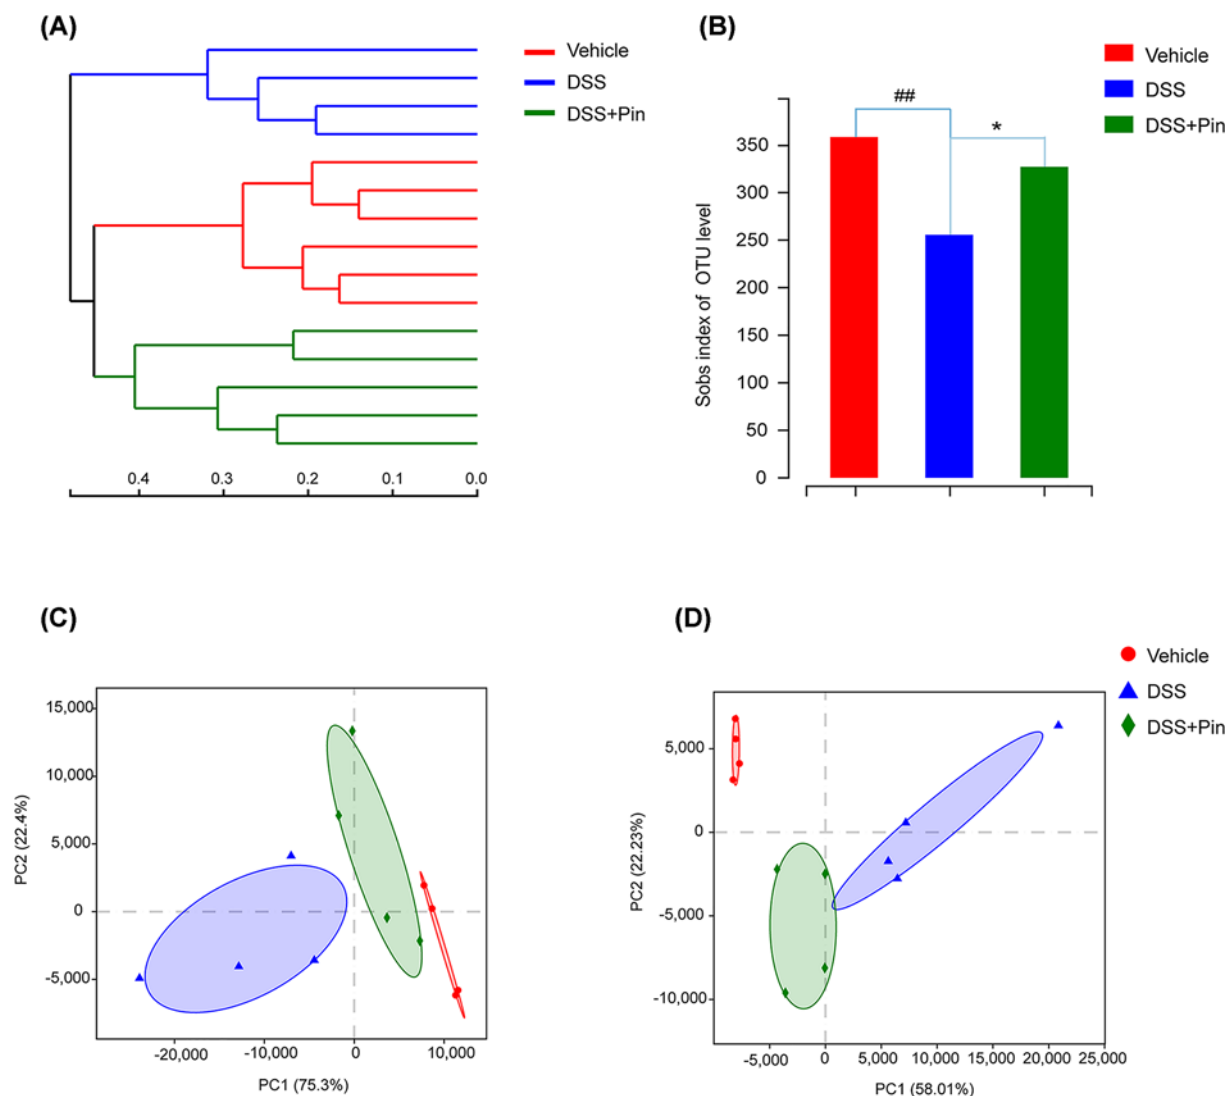 (A)
Vehicle
DSS
DSS+Pin
0.4 0.3 0.2 0.1 0.0
(B)
Vehicle
DSS
DSS+Pin
##
*
350
300
250
200
150
100
50
0
Sobs index of OTU level
(C)
15,000
10,000
5,000
0
-5,000
PC2 (22.4%)
-20,000 -10,000 0 10,000
PC1 (75.3%)
(D)
Vehicle
DSS
DSS+Pin
5,000
0
-5,000
-10,000
PC2 (22.23%)
-5,000 0 5,000 10,000 15,000 20,000 25,000
PC1 (58.01%)